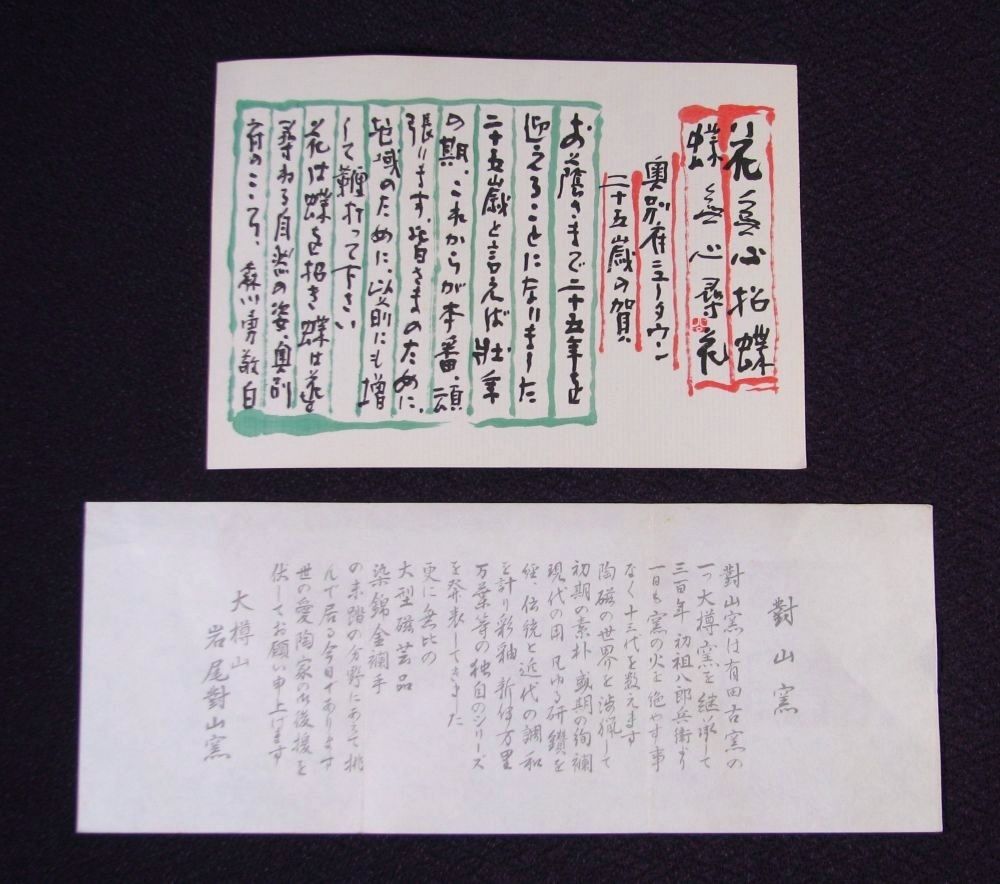 花無心招蝶
蝶無心尋花
奥別府ニュータウン
二十五歳の賀
お蔭さまで二十五年を
迎えることになりました
二十五歳と言えば壮年
の期、これからが本番、頑
張ります。皆さまのために、
地域のために、以前にも増
して鞭打って下さい
花は蝶を招き蝶は花を
尋ねる自然の姿、奥別
府のこころ、森川勇敬白
對山窯
對山窯は有田古窯の
一つ大樽窯を継承して
三百年 初祖八郎兵衛より
一日も窯の火を絶やす事
なく十三代を数えます
陶磁の世界を渉猟して
初期の素朴 或期の絢爛
現代の用 凡ゆる研鑽を
経、伝統と近代の調和
を計り彩釉 新伊万里
万葉等の独自のシリーズ
を発表してきました
更に無比の
大型磁芸品
染錦金襴手
の未踏の分野にあえて挑
んで居る今日であります
世の愛陶家の御後援を
伏してお願い申し上げます
大樽山
岩尾對山窯